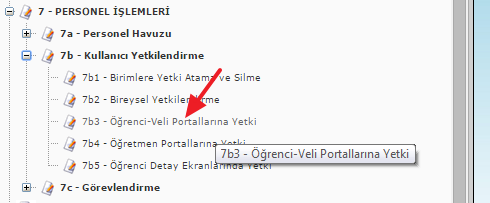 7 - PERSONEL İŞLEMLERİ
7a - Personel Havuzu
7b - Kullanıcı Yetkilendirme
7b1 - Birimlere Yetki Atama ve Silme
7b2 - Bireysel Yetkilendirme
7b3 - Öğrenci-Veli Portallarına Yetki
7b4 - Öğretmen Portallarına Yetki
7b3 - Öğrenci-Veli Portallarına Yetki
7b5 - Öğrenci Detay Ekranlarında Yetki
7c - Görevlendirme